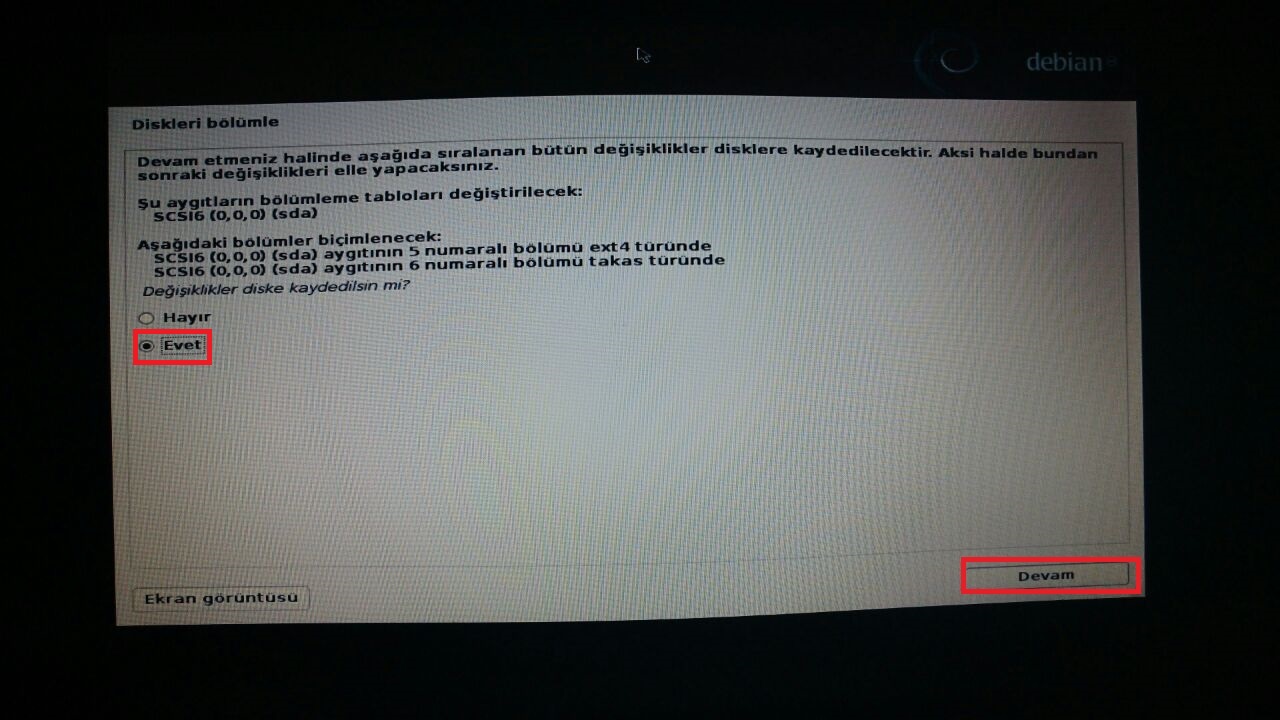 debian 8
Diskleri bölümle
Devam etmeniz halinde aşağıda sıralanan bütün değişiklikler disklere kaydedilecektir. Aksi halde bundan
sonraki değişiklikleri elle yapacaksınız.
Şu aygıtların bölümleme tabloları değiştirilecek:
SCSI6 (0,0,0) (sda)
Aşağıdaki bölümler biçimlenecek:
SCSI6 (0,0,0) (sda) aygıtının 5 numaralı bölümü ext4 türünde
SCSI6 (0,0,0) (sda) aygıtının 6 numaralı bölümü takas türünde
Değişiklikler diske kaydedilsin mi?
Hayır
Evet
Ekran görüntüsü
Devam